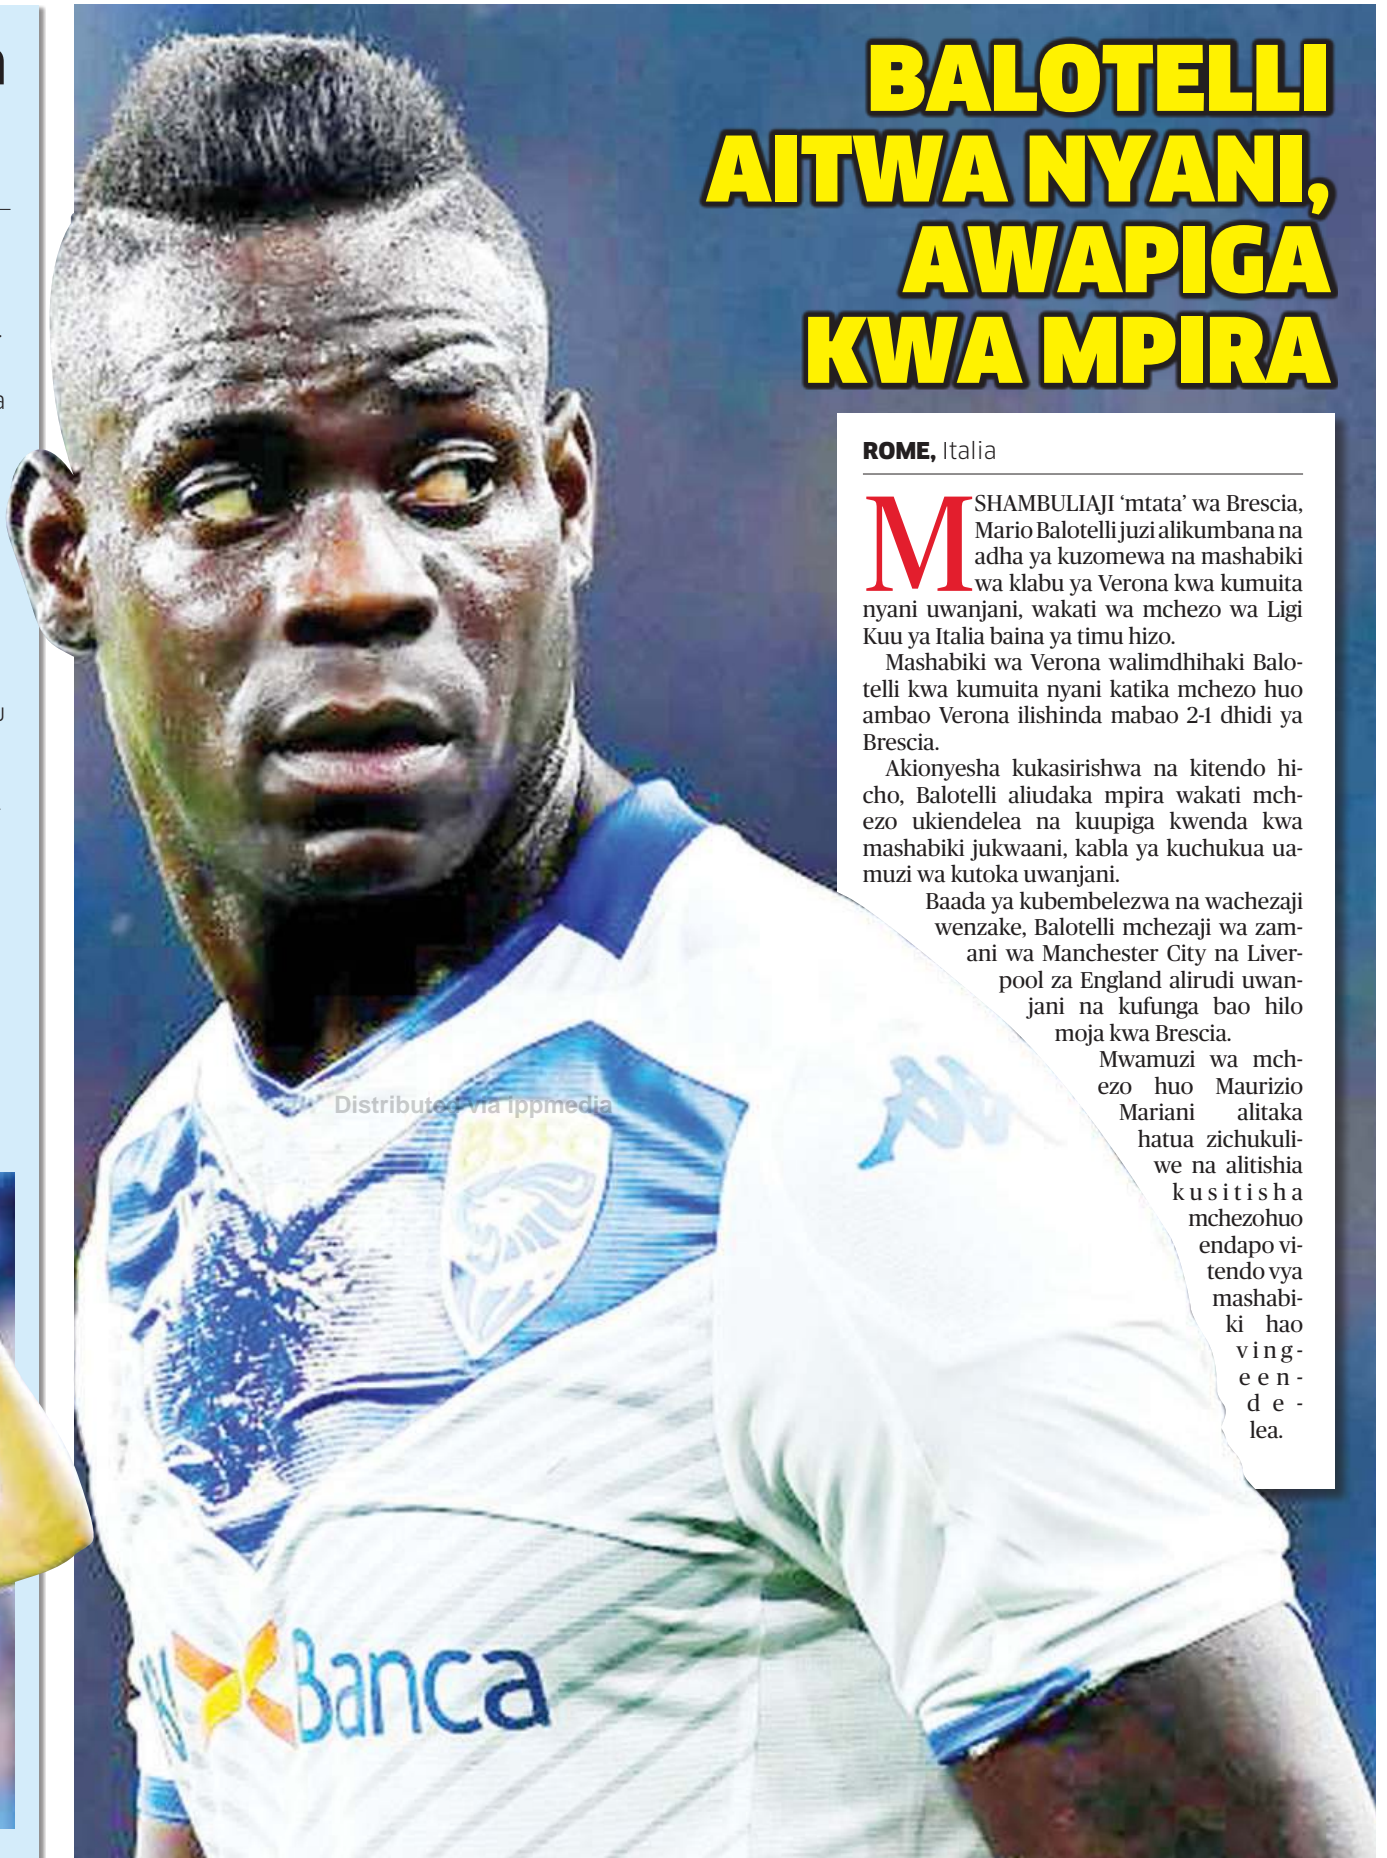 BALOTELLI
AITWA NYANI,
AWAPIGA
KWA MPIRA
ROME, Italia
MSHAMBULIAJI ‘mtata’ wa Brescia,
Mario Balotelli juzi alikumbana na
adha ya kuzomewa na mashabiki
wa klabu ya Verona kwa kumuita
nyani uwanjani, wakati wa mchezo wa Ligi
Kuu ya Italia baina ya timu hizo.
Mashabiki wa Verona walimdhihaki Balo-
telli kwa kumuita nyani katika mchezo huo
ambao Verona ilishinda mabao 2-1 dhidi ya
Brescia.
Akionyesha kukasirishwa na kitendo hi-
cho, Balotelli aliudaka mpira wakati mch-
ezo ukiendelea na kuupiga kwenda kwa
mashabiki jukwaani, kabla ya kuchukua ua-
muzi wa kutoka uwanjani.
Baada ya kubembelezwa na wachezaji
wenzake, Balotelli mchezaji wa zam-
ani wa Manchester City na Liver-
pool za England alirudi uwan-
jani na kufunga bao hilo
moja kwa Brescia.
Mwamuzi wa mch-
ezo huo Maurizio
Mariani alitaka
hatua zichukuli-
we na alitishia
kusitisha
mchezohuo
endapo vi-
tendo vya
mashabi-
ki hao
ving-
een-
de-
lea.
Distributed via ippmedia
BSFC
Banca